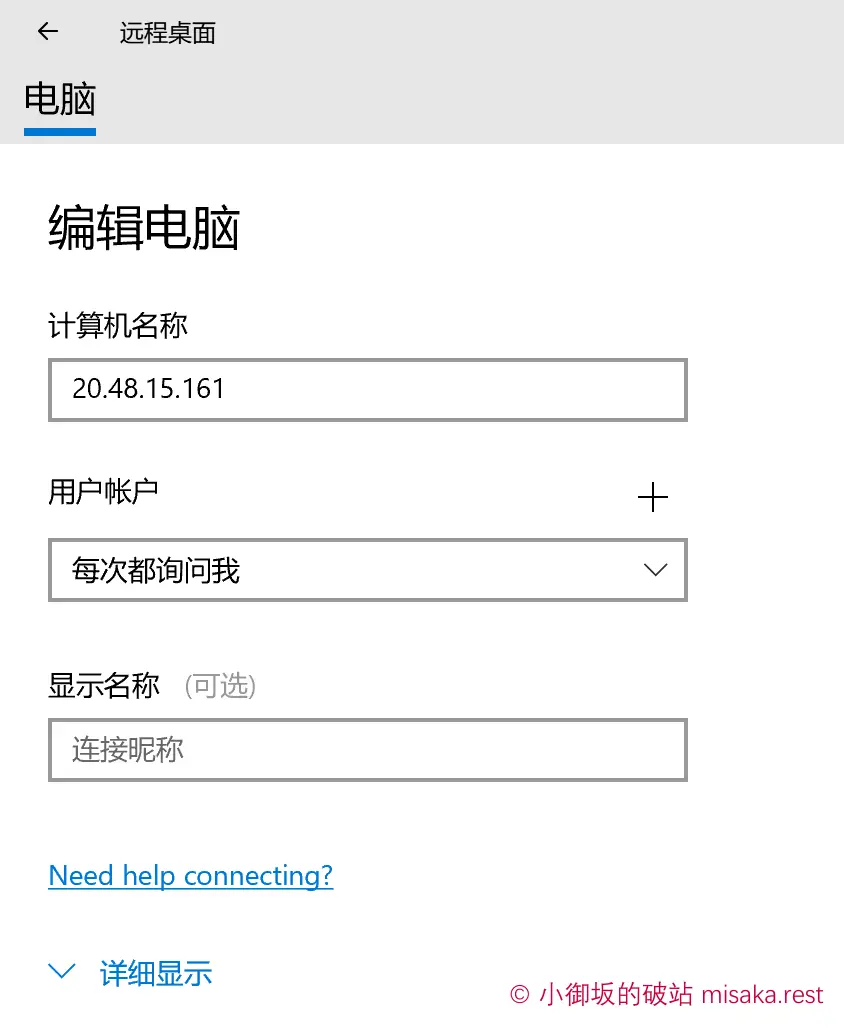 远程桌面
电脑
编辑电脑
计算机名称
20.48.15.161
用户帐户
每次都询问我
显示名称 (可选)
连接昵称
Need help connecting?
详细显示
© 小御坂的破站 misaka.rest